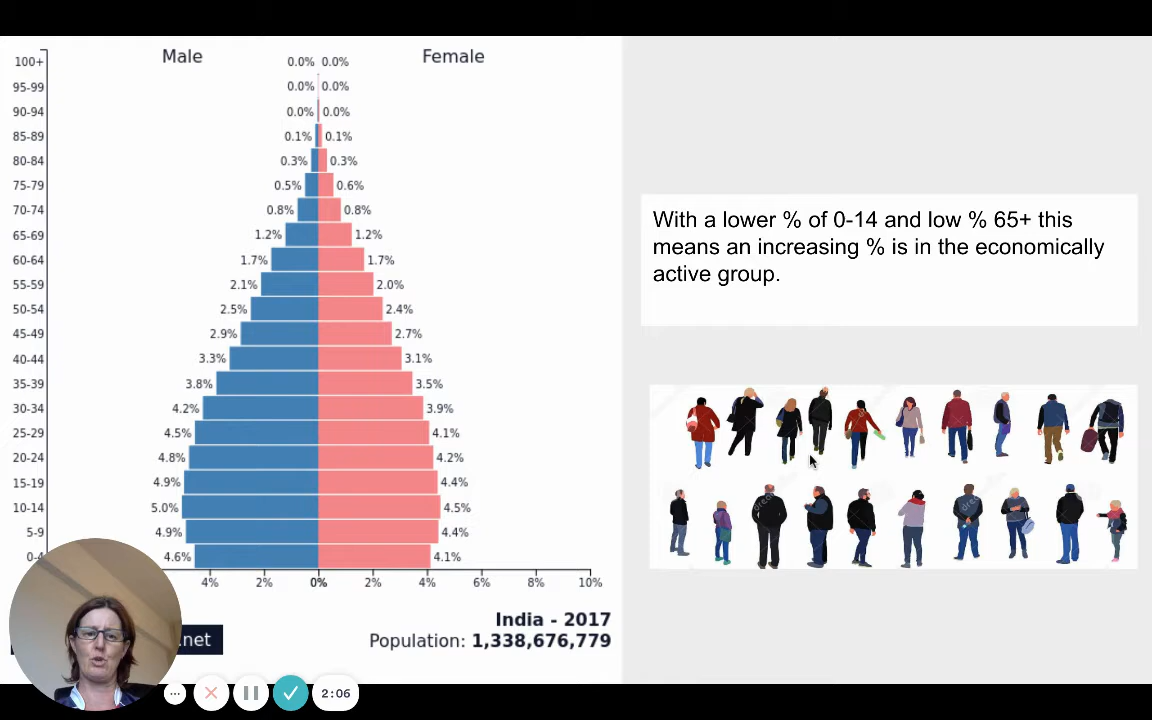 Male Female
100+ 0.0% 0.0%
95-99 0.0% 0.0%
90-94 0.0% 0.0%
85-89 0.1% 0.1%
80-84 0.3% 0.3%
75-79 0.5% 0.6%
70-74 0.8% 0.8%
65-69 1.2% 1.2%
60-64 1.7% 1.7%
55-59 2.1% 2.0%
50-54 2.5% 2.4%
45-49 2.9% 2.7%
40-44 3.3% 3.1%
35-39 3.8% 3.5%
30-34 4.2% 3.9%
25-29 4.5% 4.1%
20-24 4.8% 4.2%
15-19 4.9% 4.4%
10-14 5.0% 4.5%
5-9 4.9% 4.4%
0-4 4.6% 4.1%
4% 2% 0% 2% 4% 6% 8% 10%
India - 2017
.net Population: 1,338,676,779
2:06
With a lower % of 0-14 and low % 65+ this
means an increasing % is in the economically
active group.